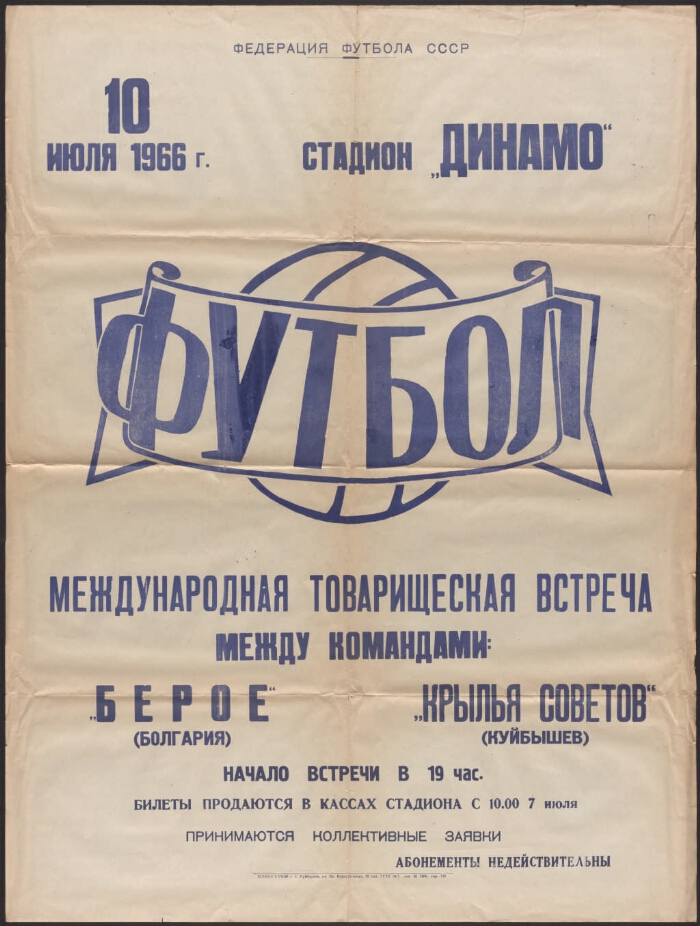 ФЕДЕРАЦИЯ ФУТБОЛА СССР
10
ИЮЛЯ 1966 г.
СТАДИОН „ДИНАМО“
ФУТБОЛ
МЕЖДУНАРОДНАЯ ТОВАРИЩЕСКАЯ ВСТРЕЧА
МЕЖДУ КОМАНДАМИ:
„БЕРОЕ“
(БОЛГАРИЯ)
„КРЫЛЬЯ СОВЕТОВ“
(КУЙБЫШЕВ)
НАЧАЛО ВСТРЕЧИ В 19 час.
БИЛЕТЫ ПРОДАЮТСЯ В КАССАХ СТАДИОНА С 10.00 7 июля
ПРИНИМАЮТСЯ КОЛЛЕКТИВНЫЕ ЗАЯВКИ
АБОНЕМЕНТЫ НЕДЕЙСТВИТЕЛЬНЫ